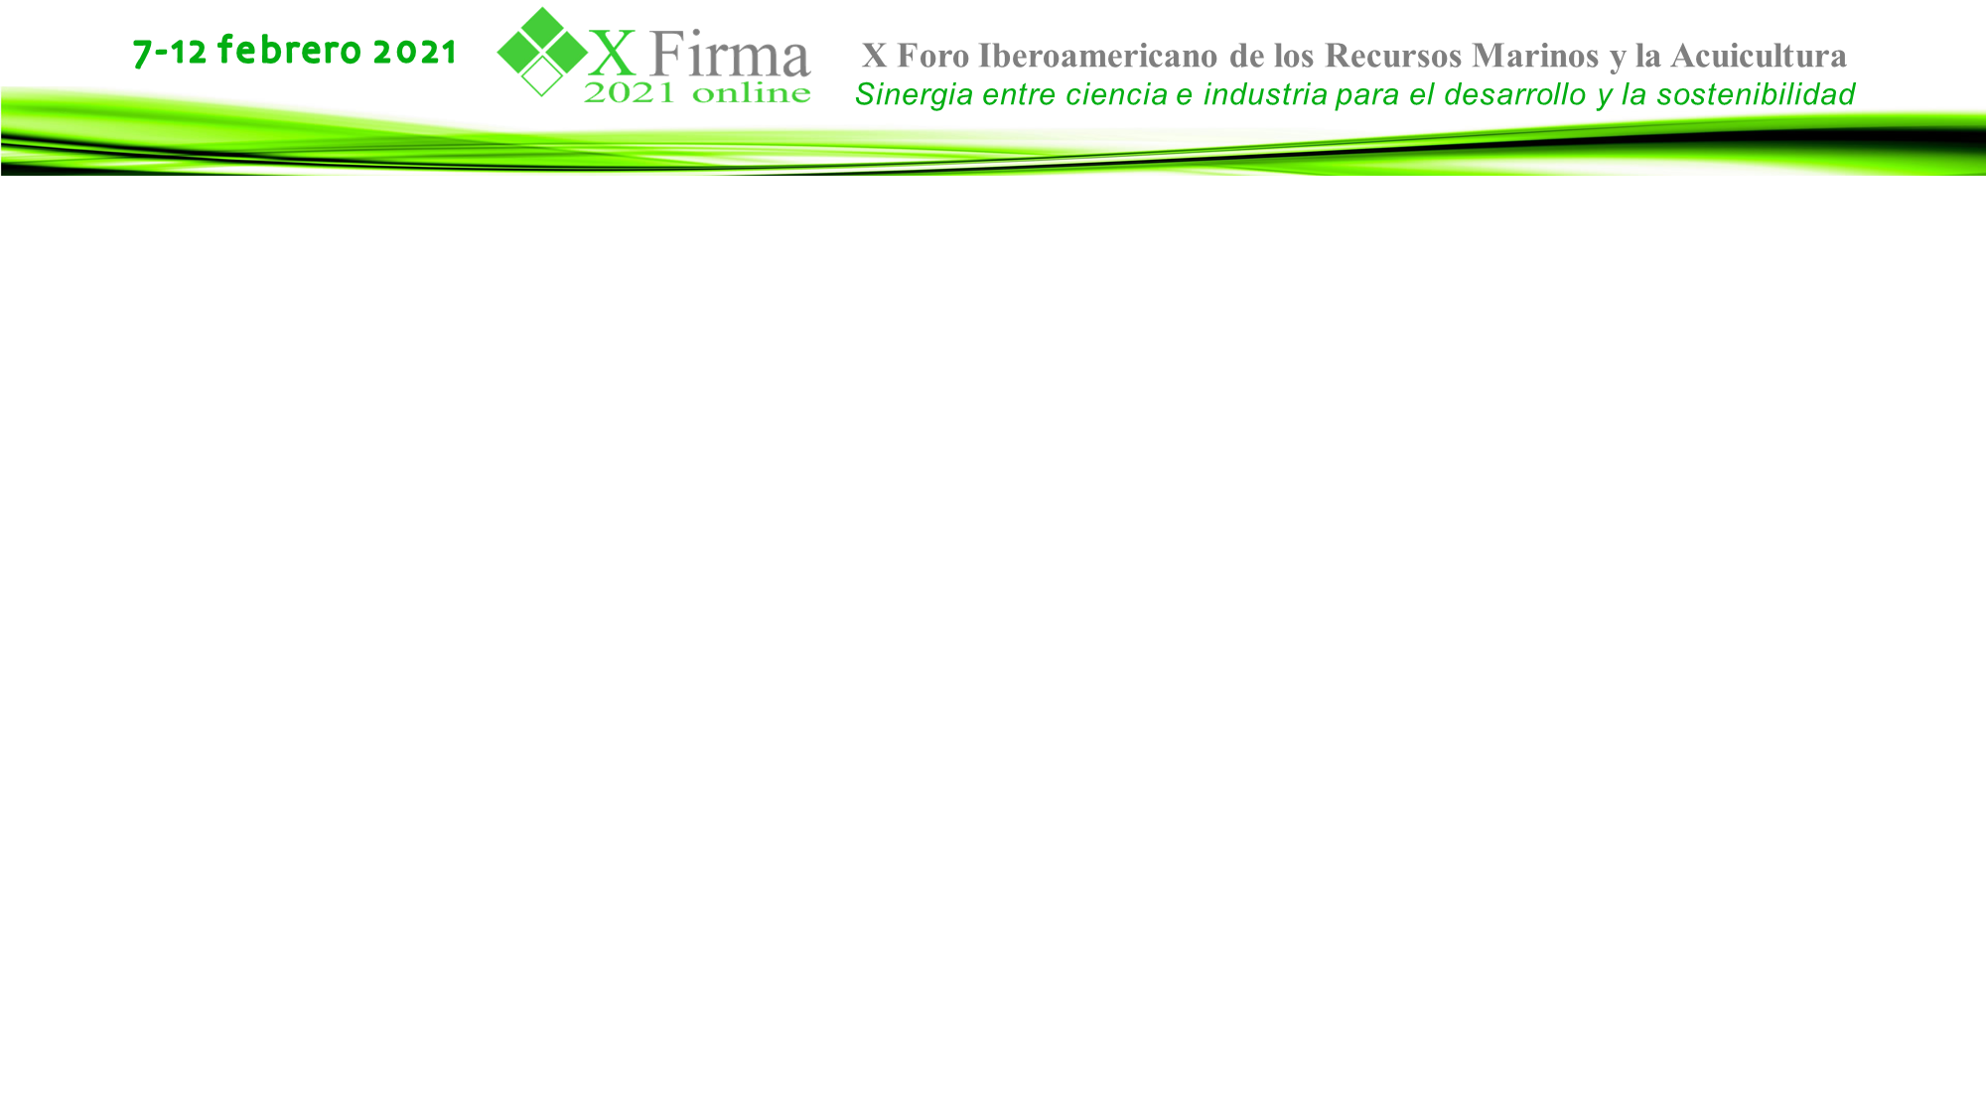 7-12 febrero 2021
X Firma
2021 online
X Foro Iberoamericano de los Recursos Marinos y la Acuicultura
Sinergia entre ciencia e industria para el desarrollo y la sostenibilidad